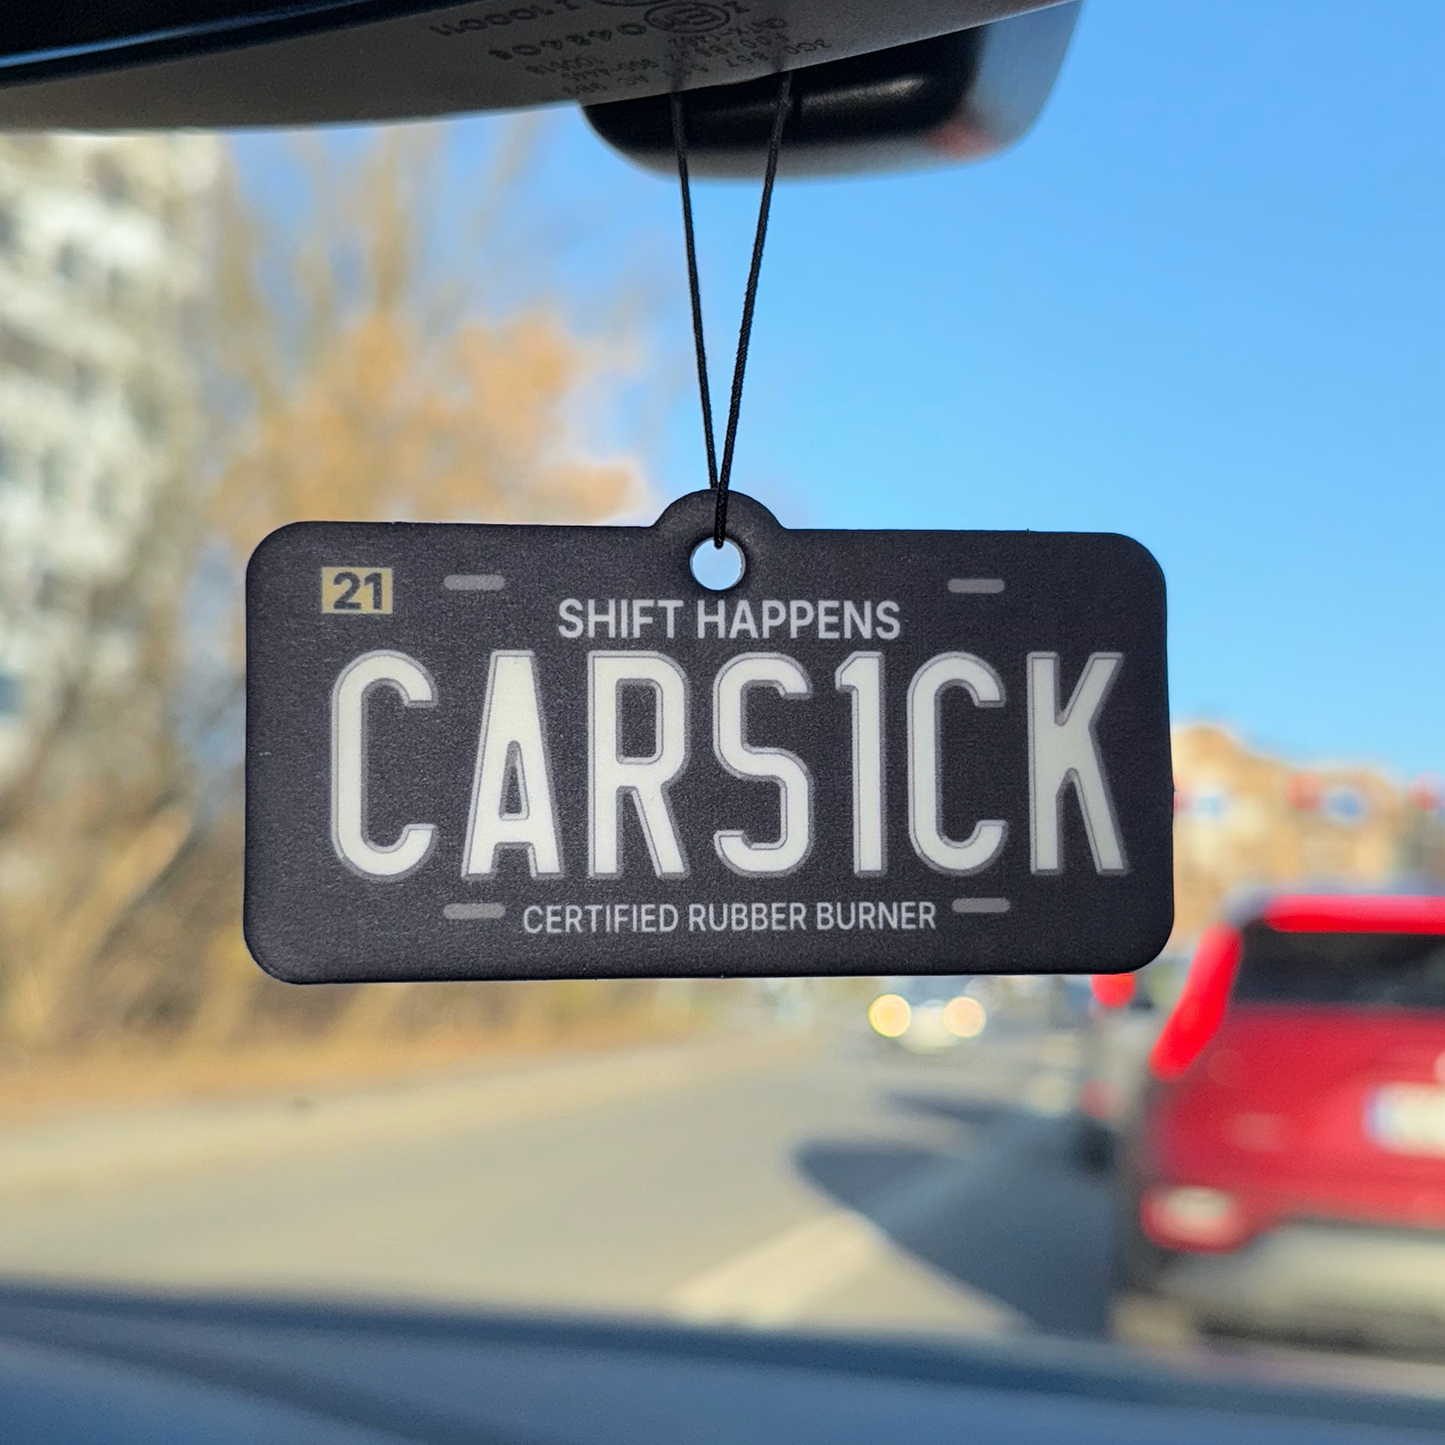 21
SHIFT HAPPENS
CARS1CK
CERTIFIED RUBBER BURNER